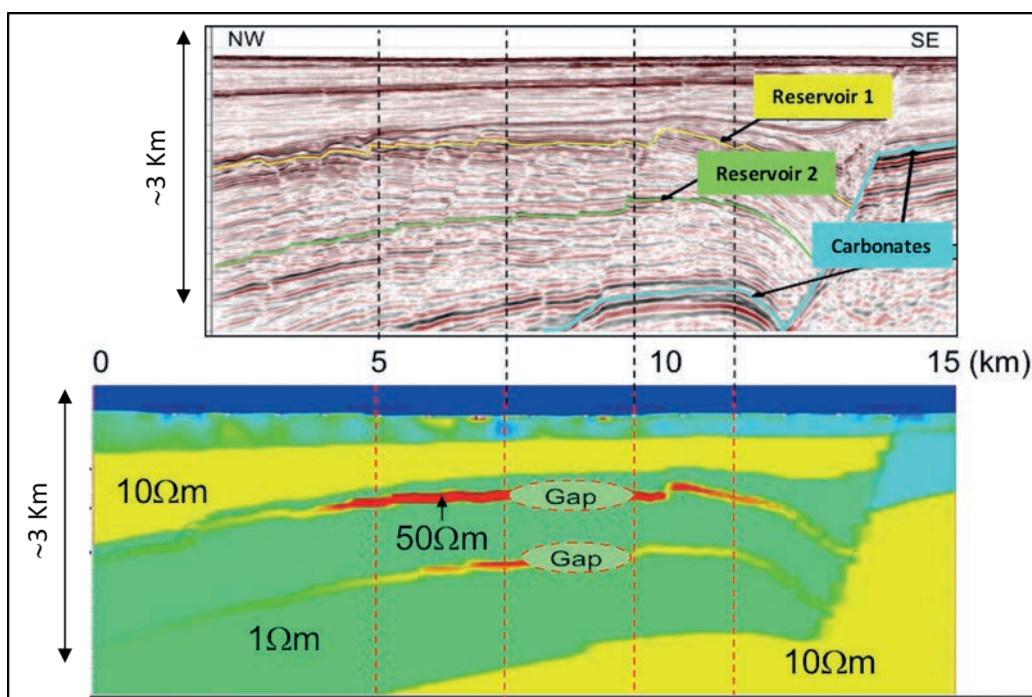 NW
SE
~3 Km
Reservoir 1
Reservoir 2
Carbonates
0
5
10
15 (km)
~3 Km
10Ωm
Gap
50Ωm
Gap
1Ωm
10Ωm